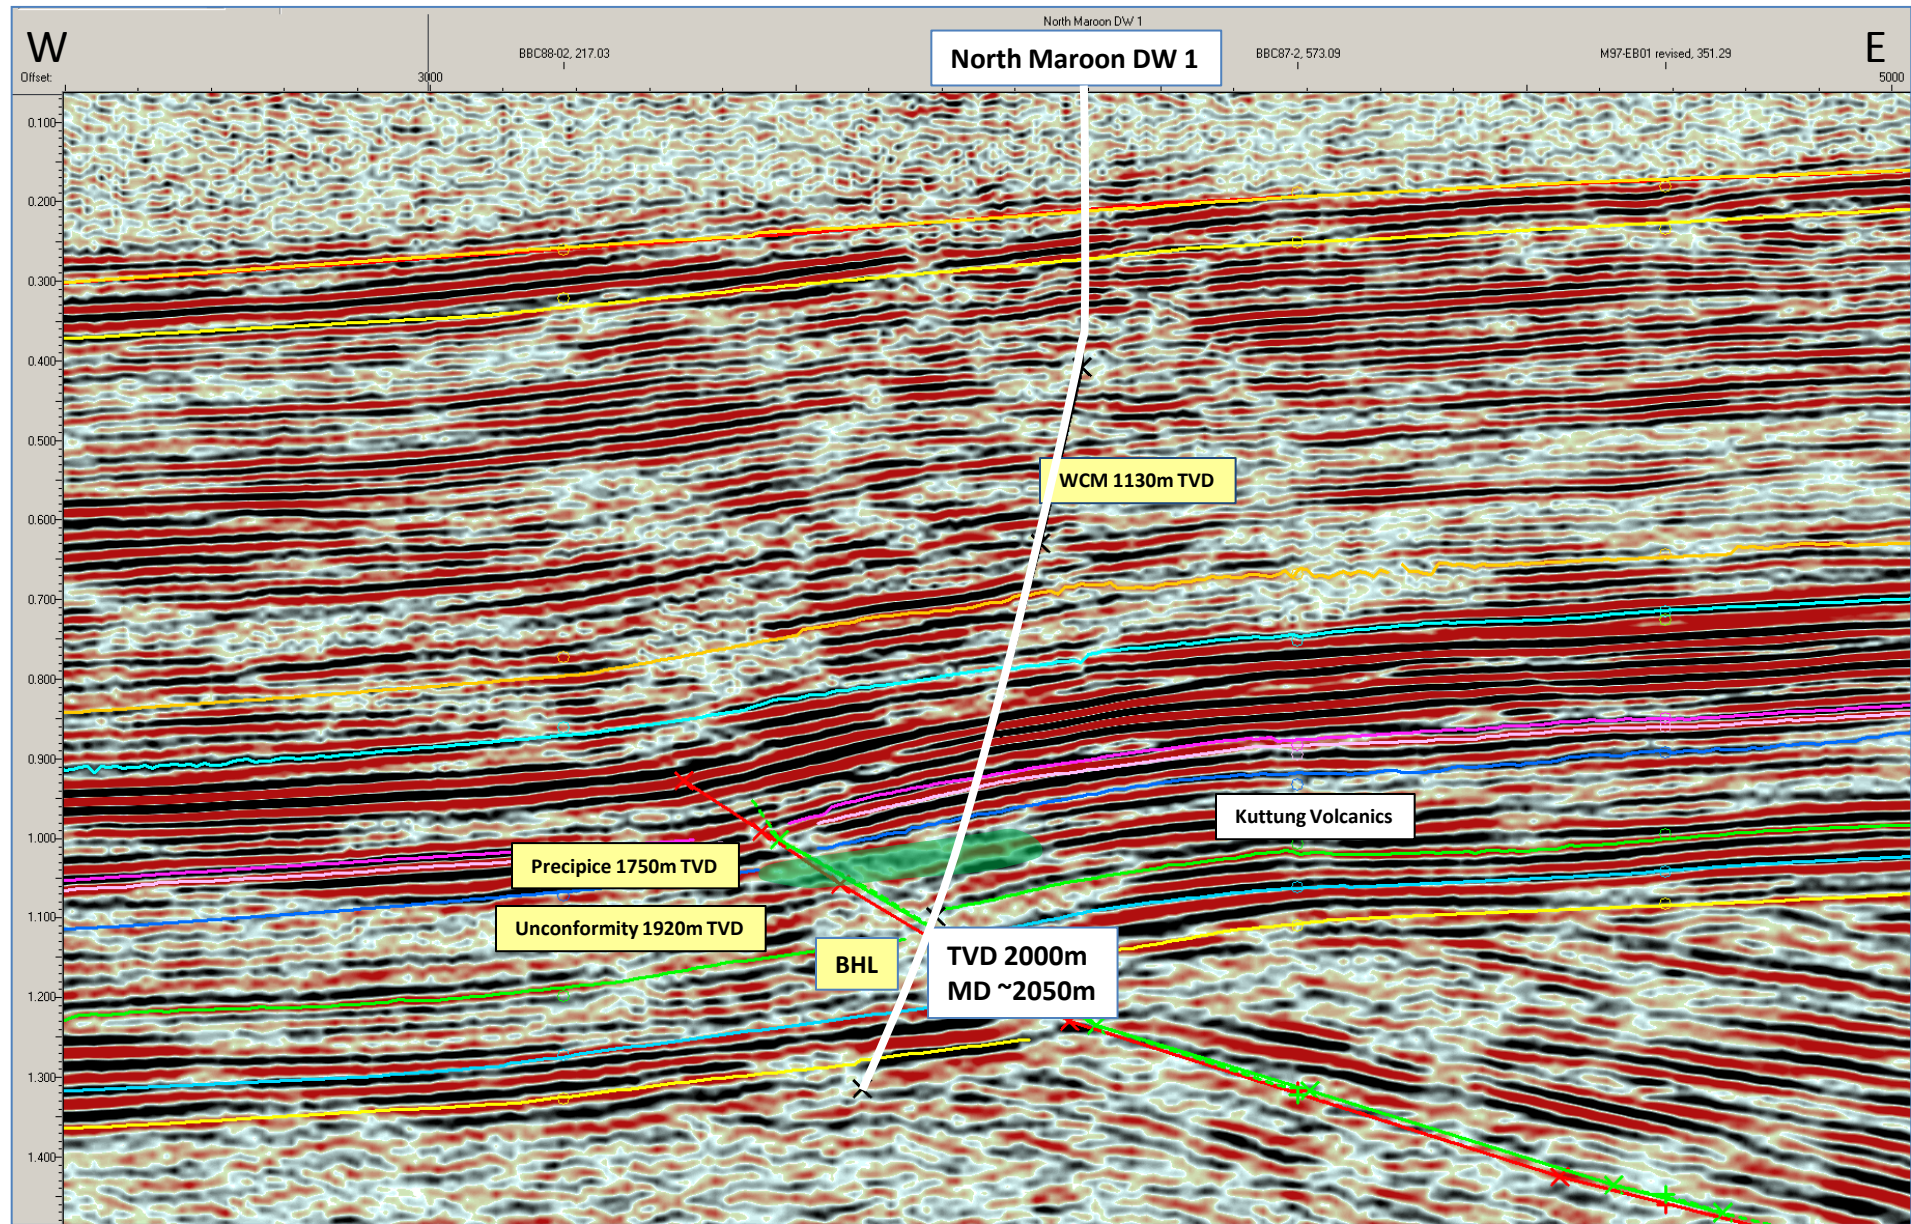 North Maroon DW 1
W
BBC88-02, 217.03
North Maroon DW 1
BBC87-2, 573.09
M97-EB01 revised, 351.29
E
Offset:
3000
5000
0.100
0.200
0.300
0.400
WCM 1130m TVD
0.500
0.600
0.700
0.800
0.900
Kuttung Volcanics
1.000
Precipice 1750m TVD
1.100
Unconformity 1920m TVD
BHL
TVD 2000m
MD ~2050m
1.200
1.300
1.400